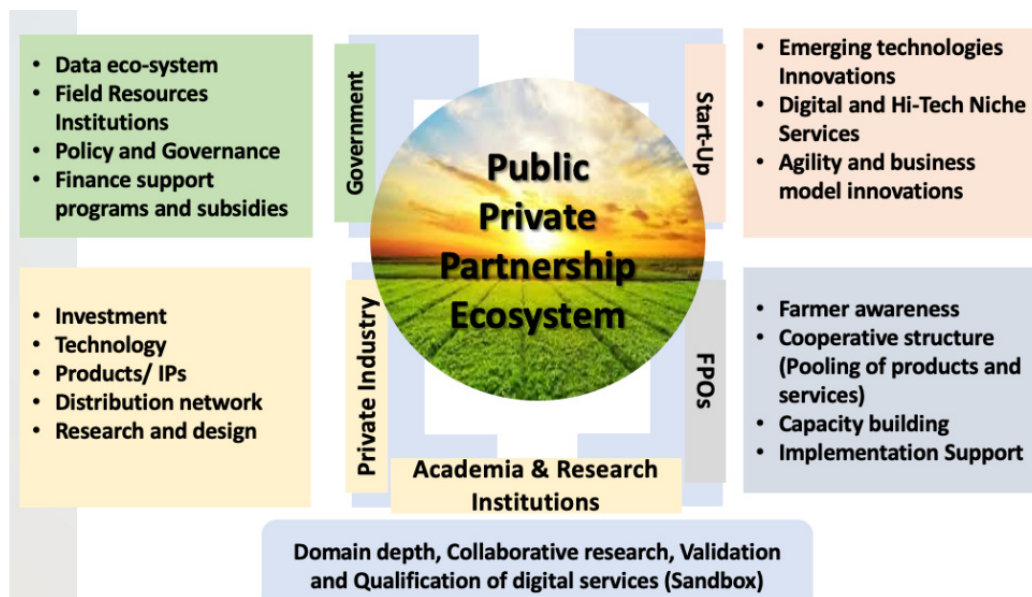 • Data eco-system
• Field Resources
Institutions
• Policy and Governance
• Finance support
programs and subsidies
Government
Public
Private
Partnership
Ecosystem
Start-Up
• Emerging technologies
Innovations
• Digital and Hi-Tech Niche
Services
• Agility and business
model innovations
• Investment
• Technology
• Products/ IPs
• Distribution network
• Research and design
Private Industry
FPOs
• Farmer awareness
• Cooperative structure
(Pooling of products and
services)
• Capacity building
• Implementation Support
Academia & Research
Institutions
Domain depth, Collaborative research, Validation
and Qualification of digital services (Sandbox)